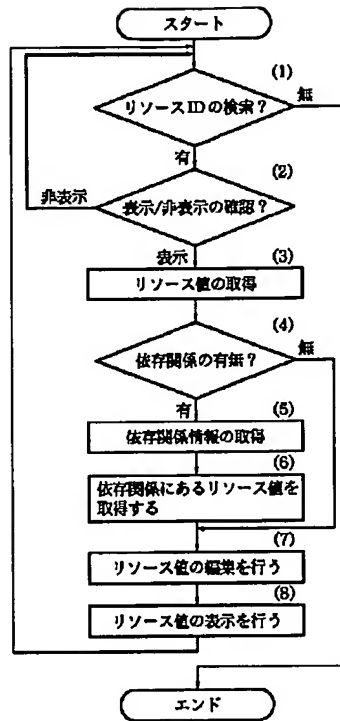 スタート
(1)
リソースIDの検索?
無
有
(2)
非表示
表示/非表示の確認?
表示
(3)
リソース値の取得
(4)
依存関係の有無?
無
有
(5)
依存関係情報の取得
(6)
依存関係にあるリソース値を
取得する
(7)
リソース値の編集を行う
(8)
リソース値の表示を行う
エンド